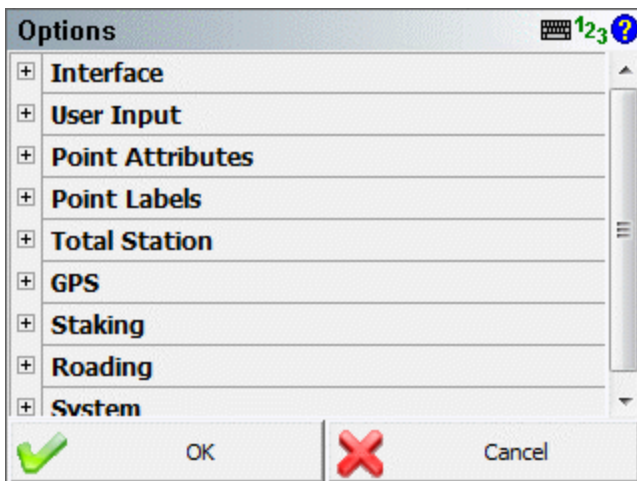 Options 123 ?
+ Interface
+ User Input
+ Point Attributes
+ Point Labels
+ Total Station
+ GPS
+ Staking
+ Roading
+ System
OK Cancel